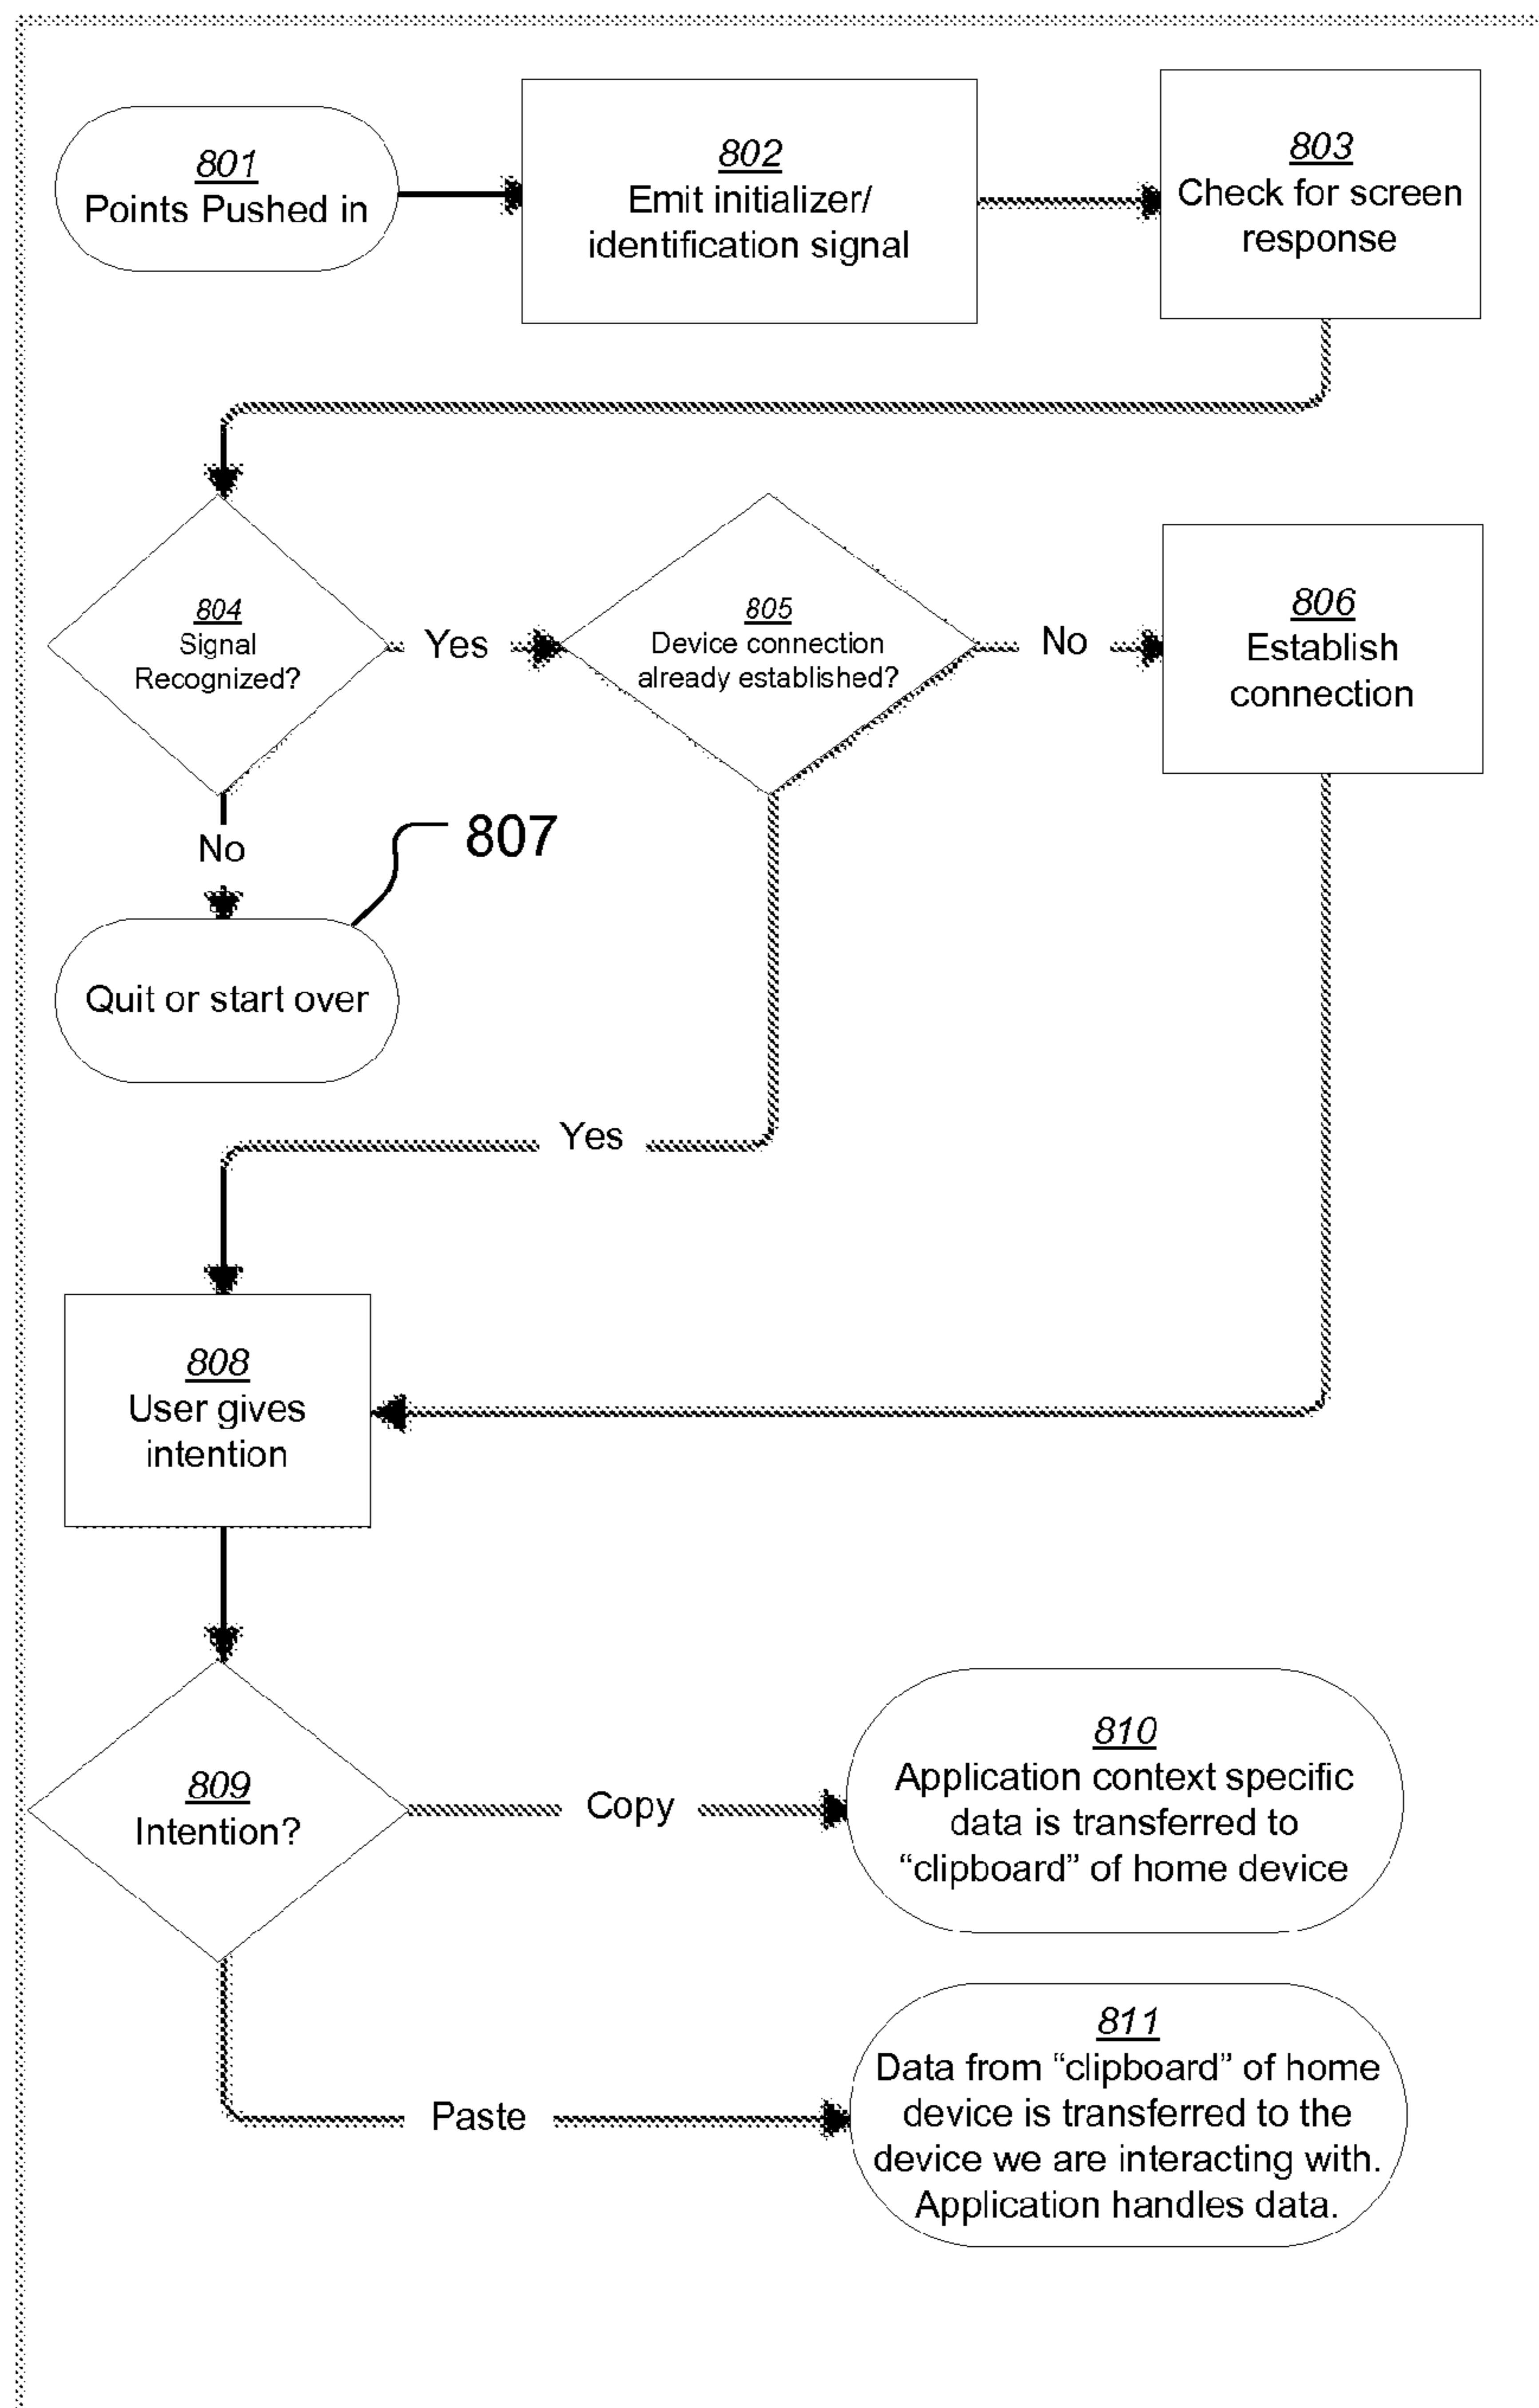 801
Points Pushed in
802
Emit initializer/
identification signal
803
Check for screen
response
804
Signal
Recognized?
Yes
805
Device connection
already established?
No
806
Establish
connection
No
807
Quit or start over
Yes
808
User gives
intention
809
Intention?
Copy
810
Application context specific
data is transferred to
“clipboard” of home device
Paste
811
Data from “clipboard” of home
device is transferred to the
device we are interacting with.
Application handles data.